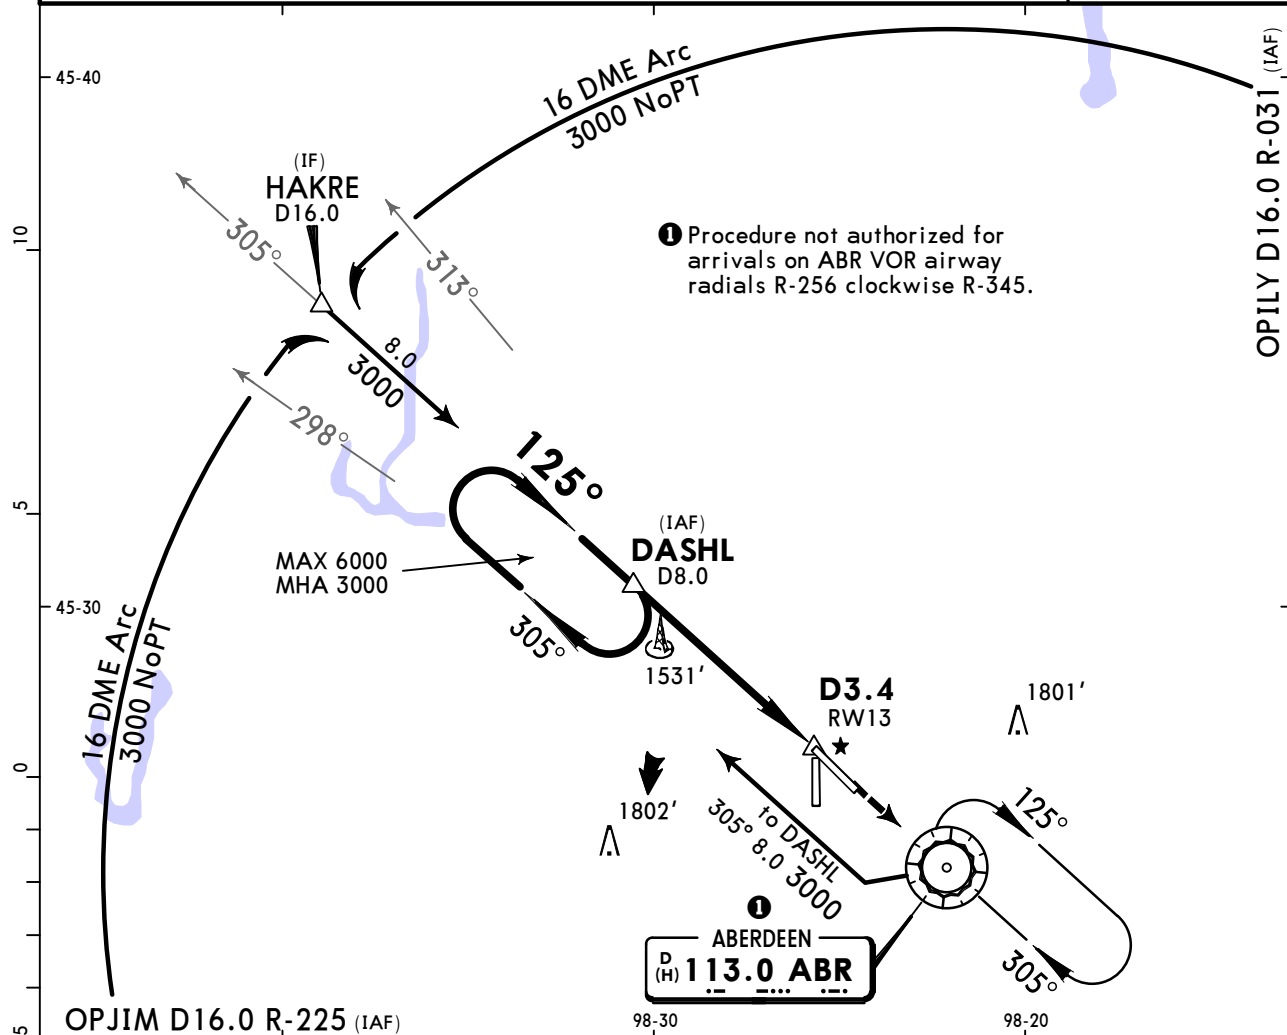 16 DME Arc
3000 NoPT
45-40
OPILY D16.0 R-031 (IAF)
(IF)
HAKRE
D16.0
305°
313°
10
❶ Procedure not authorized for
arrivals on ABR VOR airway
radials R-256 clockwise R-345.
8.0
3000
298°
125°
5
(IAF)
DASHL
D8.0
MAX 6000
MHA 3000
45-30
305°
1531'
16 DME Arc
3000 NoPT
D3.4
RW13
1801'
0
1802'
to DASHL
305° 8.0 3000
125°
305°
❶
ABERDEEN
D
(H) 113.0 ABR
OPJIM D16.0 R-225 (IAF)
98-30
98-20
5